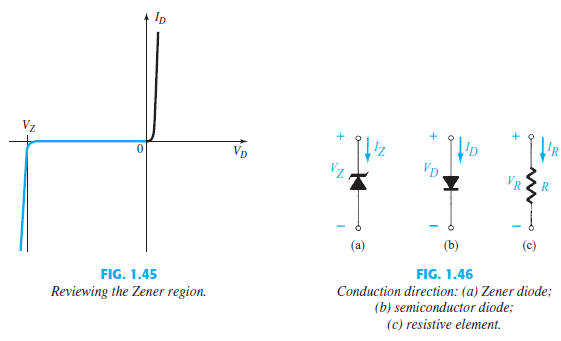 I_D
V_Z
0
V_D
FIG. 1.45
Reviewing the Zener region.
+ I_Z
V_Z
–
(a)
+ I_D
V_D
–
(b)
+ I_R
V_R R
–
(c)
FIG. 1.46
Conduction direction: (a) Zener diode;
(b) semiconductor diode;
(c) resistive element.